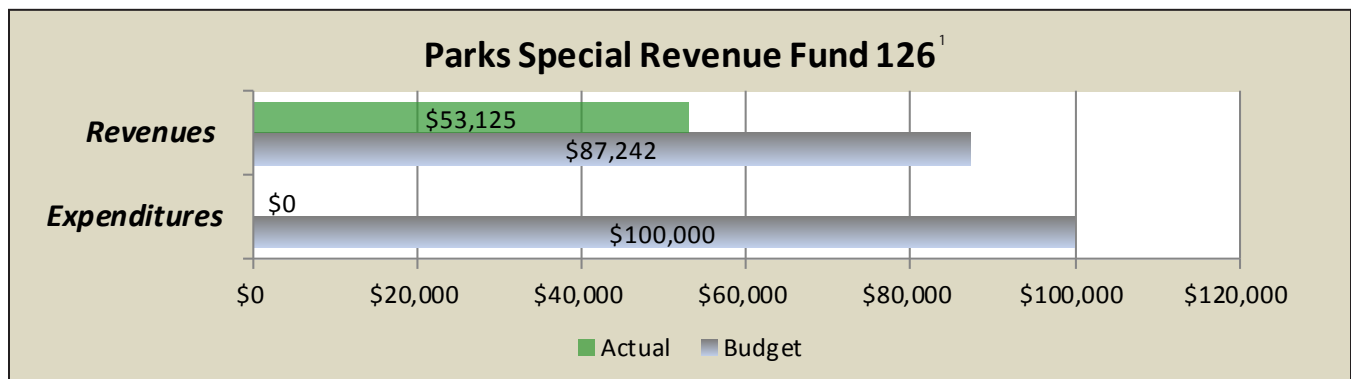 Parks Special Revenue Fund 126¹
Revenues
$53,125
$87,242
Expenditures
$0
$100,000
$0 $20,000 $40,000 $60,000 $80,000 $100,000 $120,000
Actual Budget